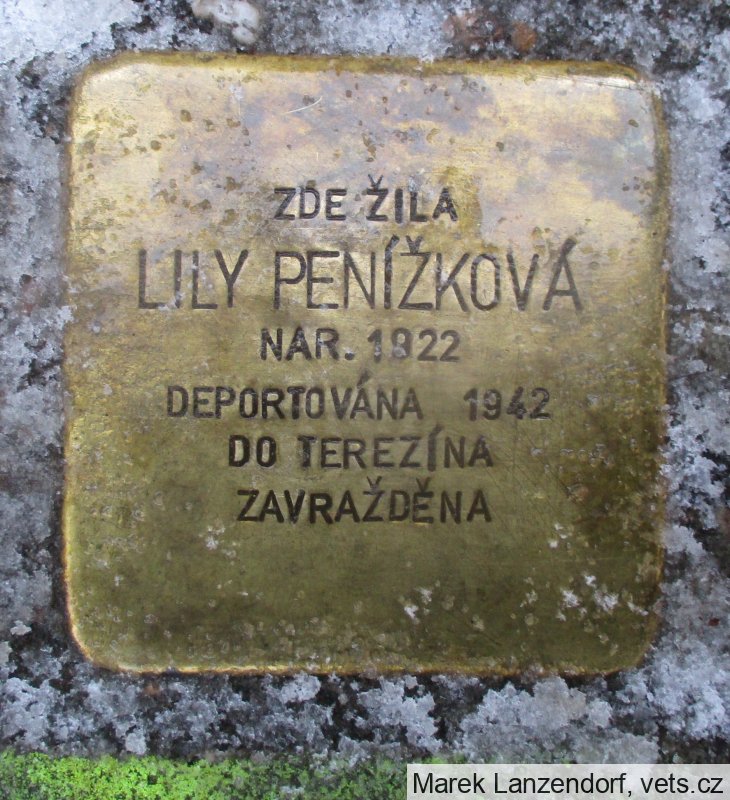 ZDE ŽILA
LILY PENÍŽKOVÁ
NAR. 1922
DEPORTOVÁNA 1942
DO TEREZÍNA
ZAVRAŽDĚNA
Marek Lanzendorf, vets.cz